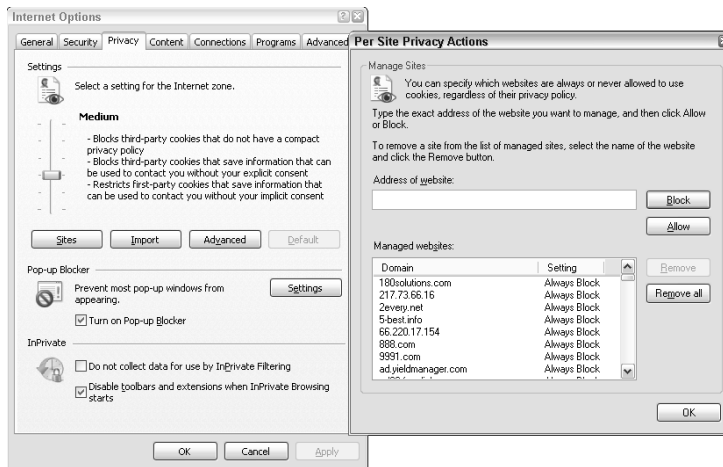 Internet Options
General Security Privacy Content Connections Programs Advanced
Settings
Select a setting for the Internet zone.
Medium
- Blocks third-party cookies that do not have a compact
privacy policy
- Blocks third-party cookies that save information that can
be used to contact you without your explicit consent
- Restricts first-party cookies that save information that
can be used to contact you without your implicit consent
Sites Import Advanced Default
Pop-up Blocker
Prevent most pop-up windows from
appearing.
Settings
Turn on Pop-up Blocker
InPrivate
Do not collect data for use by InPrivate Filtering
Disable toolbars and extensions when InPrivate Browsing
starts
OK Cancel Apply
Per Site Privacy Actions
Manage Sites
You can specify which websites are always or never allowed to use
cookies, regardless of their privacy policy.
Type the exact address of the website you want to manage, and then click Allow
or Block.
To remove a site from the list of managed sites, select the name of the website
and click the Remove button.
Address of website:
Block
Allow
Managed websites:
Domain Setting
Remove
180solutions.com Always Block
217.73.66.16 Always Block
Remove all
2every.net Always Block
5-best.info Always Block
66.220.17.154 Always Block
888.com Always Block
9991.com Always Block
ad.yieldmanager.com Always Block
OK